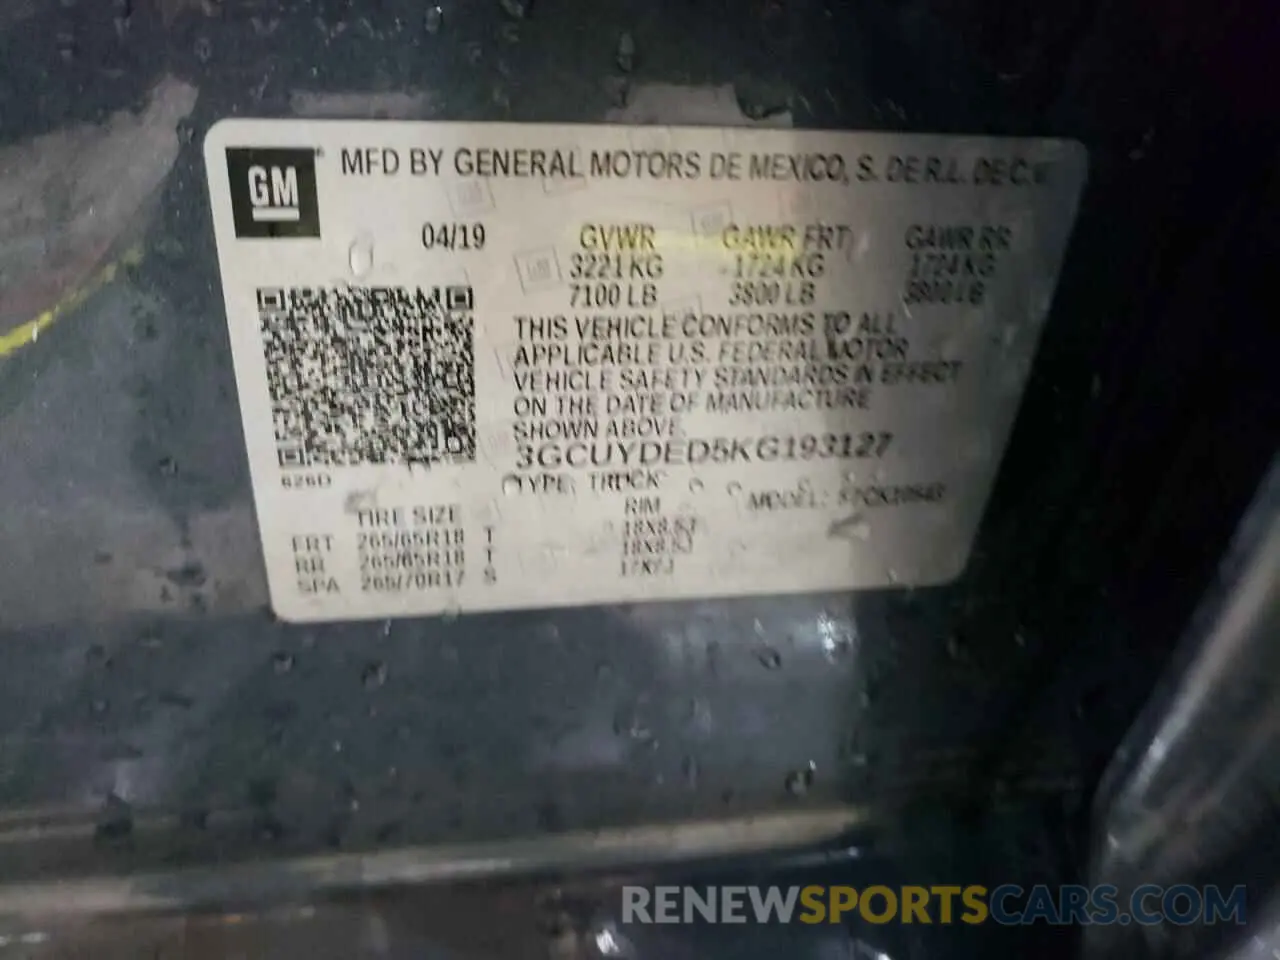 GM
MFD BY GENERAL MOTORS DE MEXICO, S. DE R.L. DE C.V.
04/19 GVWR GAWR FRT GAWR RR
3221 KG 1724 KG 1724 KG
7100 LB 3800 LB 3800 LB
THIS VEHICLE CONFORMS TO ALL
APPLICABLE U.S. FEDERAL MOTOR
VEHICLE SAFETY STANDARDS IN EFFECT
ON THE DATE OF MANUFACTURE
SHOWN ABOVE.
3GCUYDED5KG193127
626D
TYPE: TRUCK MODEL:
TIRE SIZE RIM
FRT 265/65R18 T 18X8.5J
RR 265/65R18 T 18X8.5J
SPA 265/70R17 S 17X7J
RENEWSPORTSCARS.COM